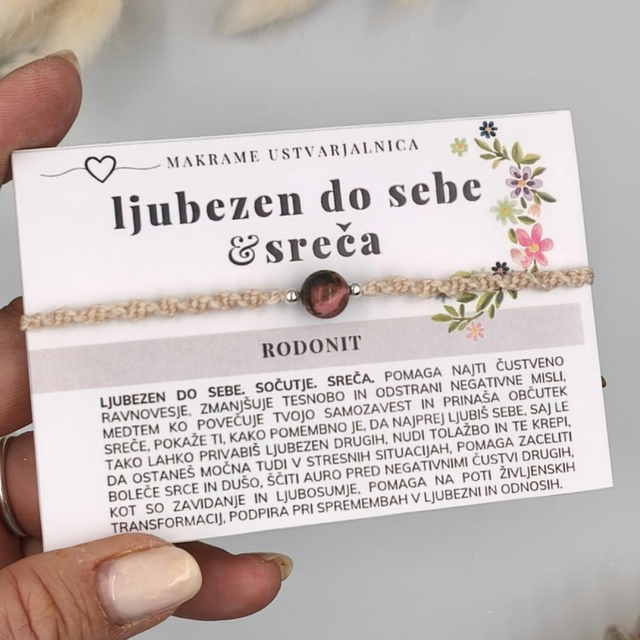 MAKRAME USTVARJALNICA
ljubezen do sebe
&sreča
RODONIT
LJUBEZEN DO SEBE. SOČUTJE. SREČA. POMAGA NAJTI ČUSTVENO
RAVNOVESJE, ZMANJŠUJE TESNOBO IN ODSTRANI NEGATIVNE MISLI,
MEDTEM KO POVEČUJE TVOJO SAMOZAVEST IN PRINAŠA OBČUTEK
SREČE, POKAŽE TI, KAKO POMEMBNO JE, DA NAJPREJ LJUBIŠ SEBE, SAJ LE
TAKO LAHKO PRIVABIŠ LJUBEZEN DRUGIH, NUDI TOLAŽBO IN TE KREPI,
DA OSTANEŠ MOČNA TUDI V STRESNIH SITUACIJAH, POMAGA ZACELITI
BOLEČE SRCE IN DUŠO, ŠČITI AURO PRED NEGATIVNIMI ČUSTVI DRUGIH,
KOT SO ZAVIDANJE IN LJUBOSUMJE, POMAGA NA POTI ŽIVLJENSKIH
TRANSFORMACIJ, PODPIRA PRI SPREMEMBAH V LJUBEZNI IN ODNOSIH.